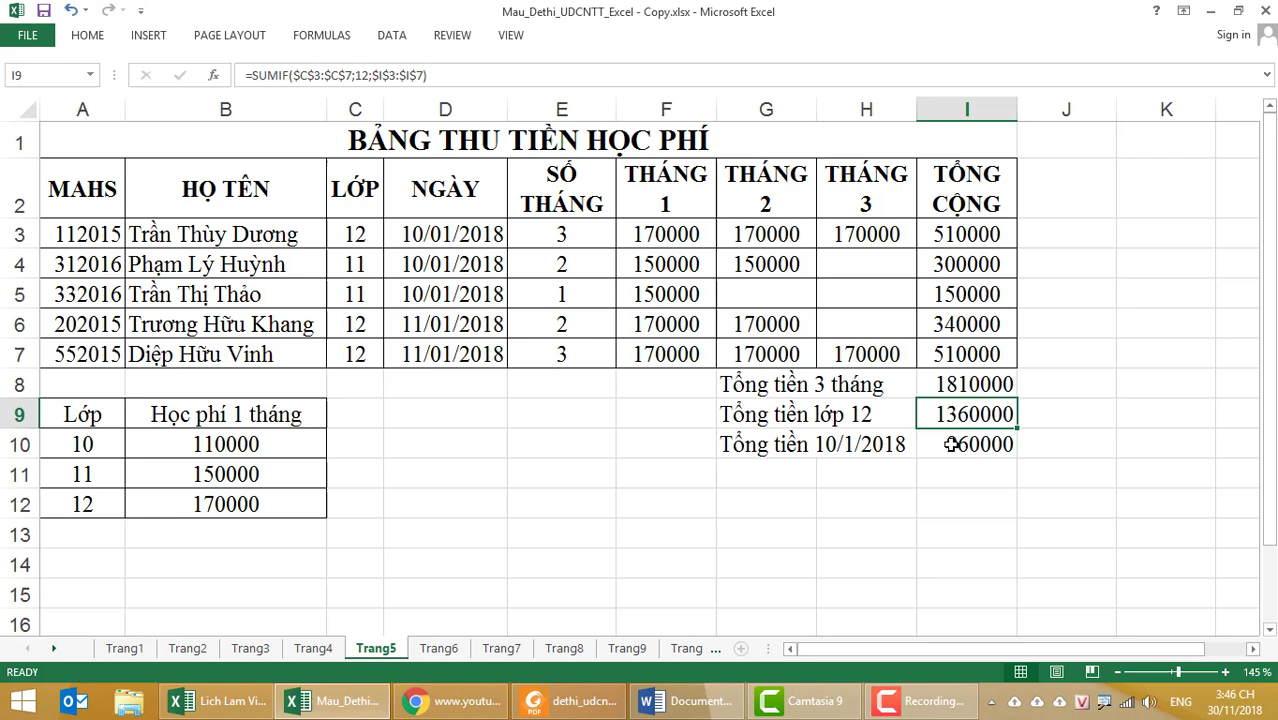 Mau_Dethi_UDCNTT_Excel - Copy.xlsx - Microsoft Excel
FILE HOME INSERT PAGE LAYOUT FORMULAS DATA REVIEW VIEW Sign in
I9 fx =SUMIF($C$3:$C$7;12;$I$3:$I$7)
A B C D E F G H I J K
1 BẢNG THU TIỀN HỌC PHÍ
2 MAHS HỌ TÊN LỚP NGÀY SỐ THÁNG THÁNG 1 THÁNG 2 THÁNG 3 TỔNG CỘNG
3 112015 Trần Thùy Dương 12 10/01/2018 3 170000 170000 170000 510000
4 312016 Phạm Lý Huỳnh 11 10/01/2018 2 150000 150000 300000
5 332016 Trần Thị Thảo 11 10/01/2018 1 150000 150000
6 202015 Trương Hữu Khang 12 11/01/2018 2 170000 170000 340000
7 552015 Diệp Hữu Vinh 12 11/01/2018 3 170000 170000 170000 510000
8 Tổng tiền 3 tháng 1810000
9 Lớp Học phí 1 tháng Tổng tiền lớp 12 1360000
10 10 110000 Tổng tiền 10/1/2018
11 11 150000
12 12 170000
13
14
15
16
Trang1 Trang2 Trang3 Trang4 Trang5 Trang6 Trang7 Trang8 Trang9 Trang ...
READY 145 %
Lich Lam Vi... Mau_Dethi... www.youtu... dethi_udcn... Document... Camtasia 9 Recording... ENG 3:46 CH
30/11/2018